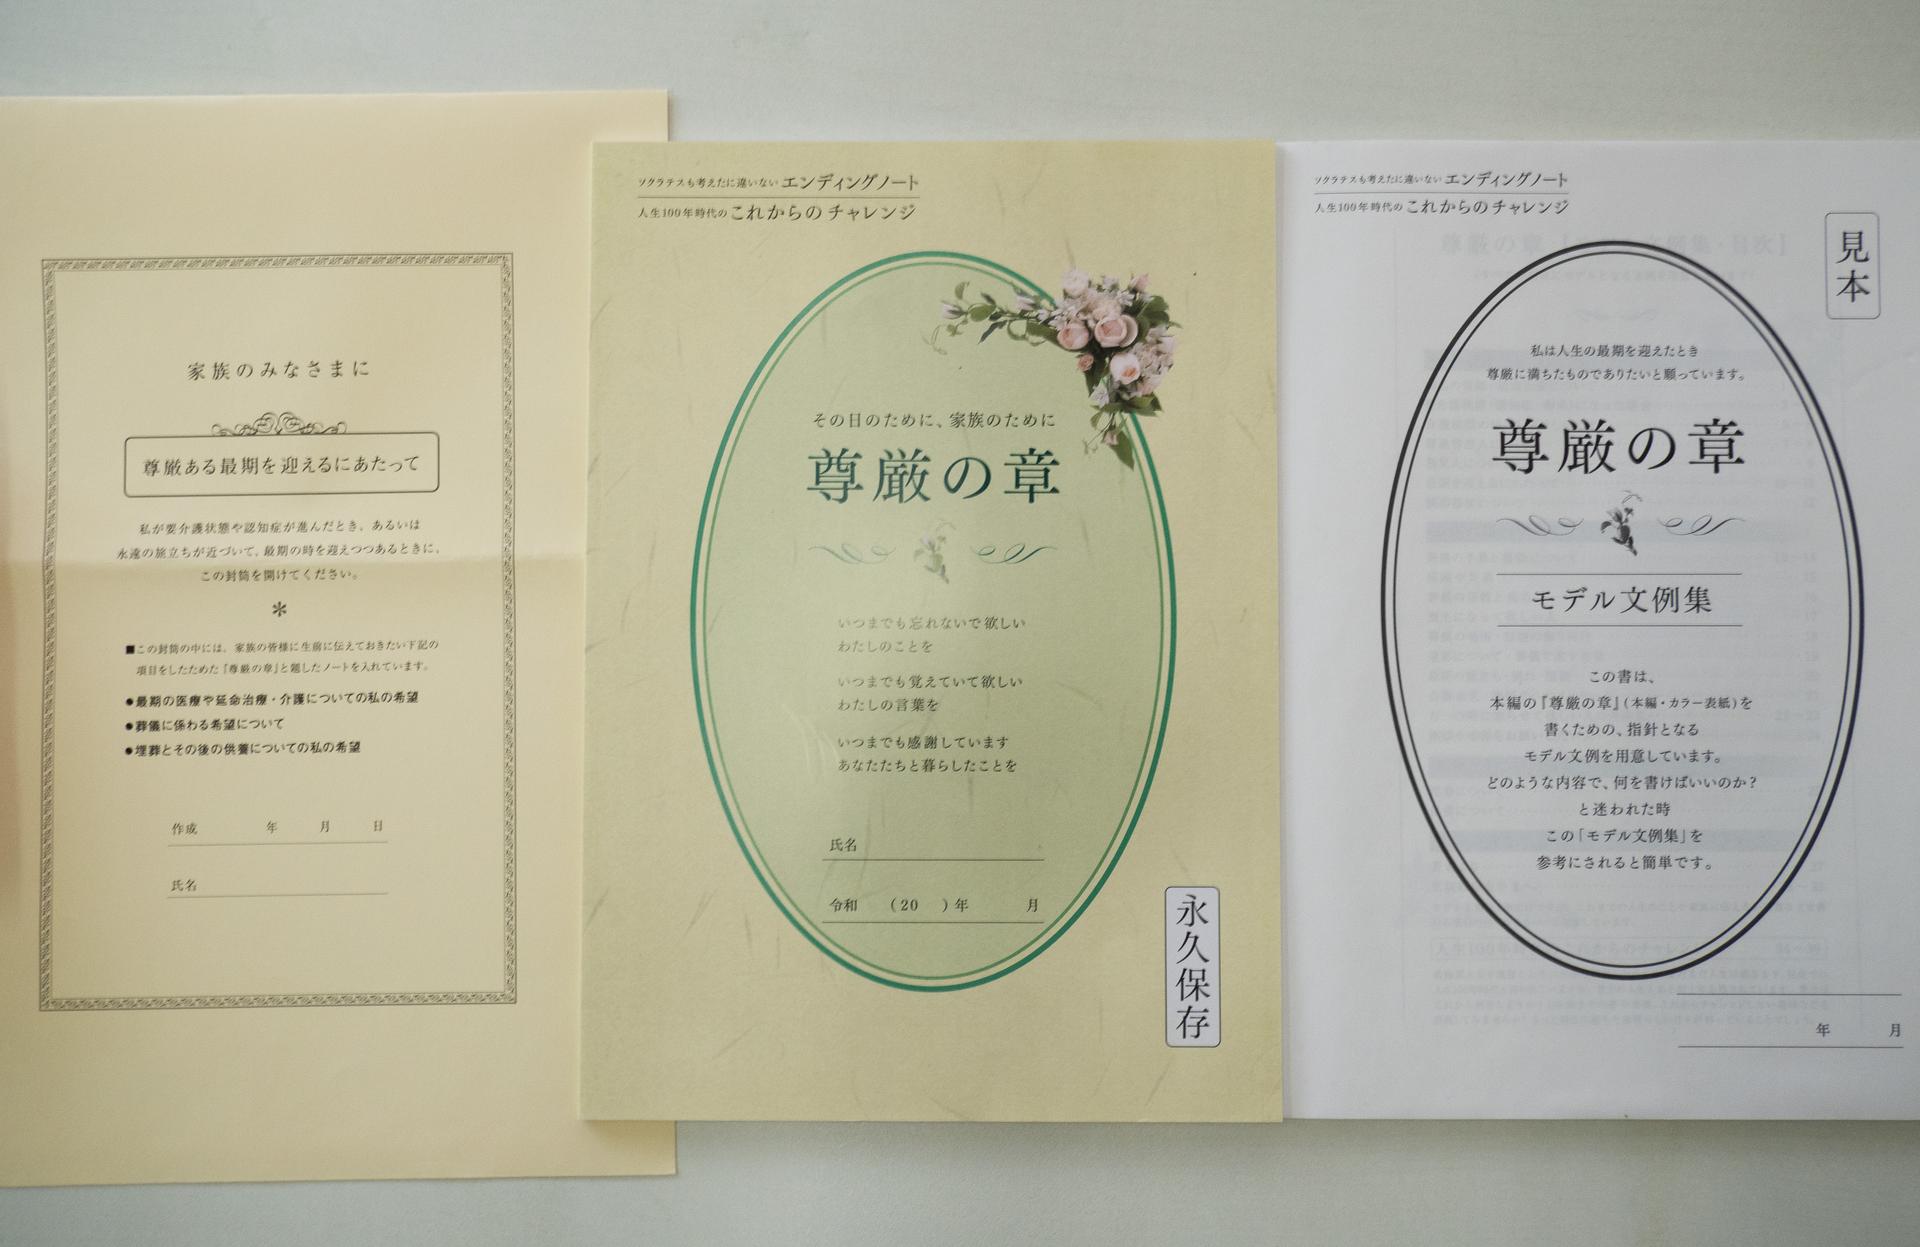 家族のみなさまに
尊厳ある最期を迎えるにあたって
私が要介護状態や認知症が進んだとき、あるいは
永遠の旅立ちが近づいて、最期の時を迎えつつあるときに、
この封筒を開けてください。
＊
■この封筒の中には、家族の皆様に生前に伝えておきたい下記の
項目をしたためた『尊厳の章』と題したノートを入れています。
●最期の医療や延命治療・介護についての私の希望
●葬儀に係わる希望について
●埋葬とその後の供養についての私の希望
作成 年 月 日
氏名
ソクラテスも考えたに違いない エンディングノート
人生100年時代の これからのチャレンジ
その日のために、家族のために
尊厳の章
いつまでも忘れないで欲しい
わたしのことを
いつまでも覚えていて欲しい
わたしの言葉を
いつまでも感謝しています
あなたたちと暮らしたことを
氏名
令和 (20 )年 月
永久保存
ソクラテスも考えたに違いない エンディングノート
人生100年時代の これからのチャレンジ
見本
私は人生の最期を迎えたとき
尊厳に満ちたものでありたいと願っています。
尊厳の章
モデル文例集
この書は、
本編の『尊厳の章』(本編・カラー表紙)を
書くための、指針となる
モデル文例を用意しています。
どのような内容で、何を書けばいいのか?
と迷われた時
この「モデル文例集」を
参考にされると簡単です。
年 月